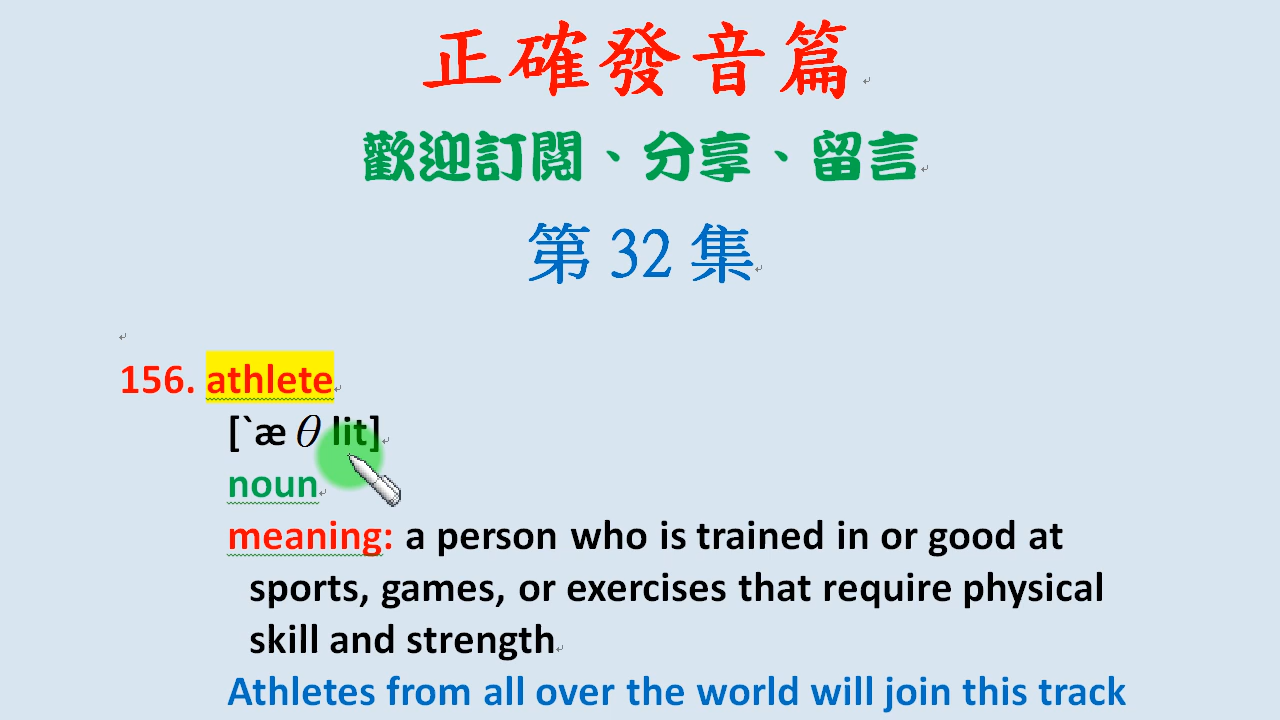 正確發音篇
歡迎訂閱、分享、留言
第 32 集
156. athlete
[`æ θ lit]
noun
meaning: a person who is trained in or good at
sports, games, or exercises that require physical
skill and strength
Athletes from all over the world will join this track